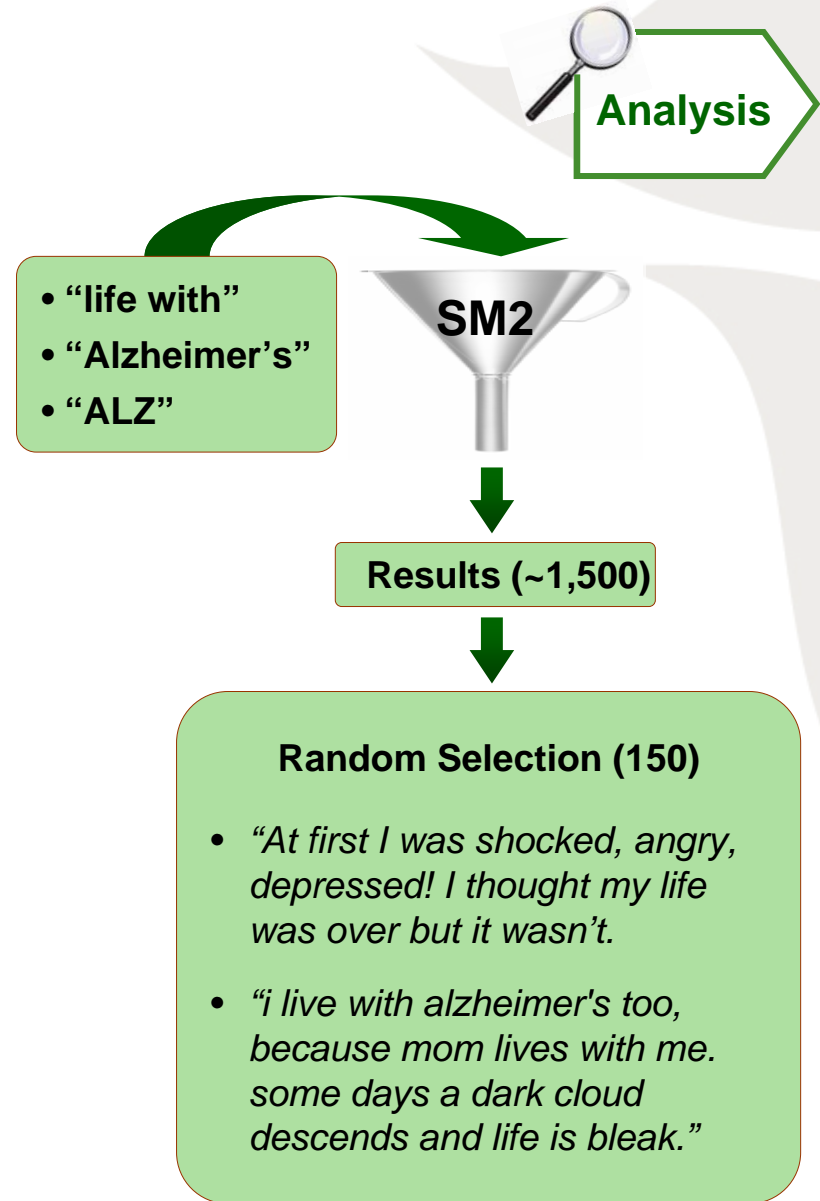 Analysis
• “life with”
• “Alzheimer’s”
• “ALZ”
SM2
Results (~1,500)
Random Selection (150)
• “At first I was shocked, angry,
depressed! I thought my life
was over but it wasn’t.
• “i live with alzheimer's too,
because mom lives with me.
some days a dark cloud
descends and life is bleak.”